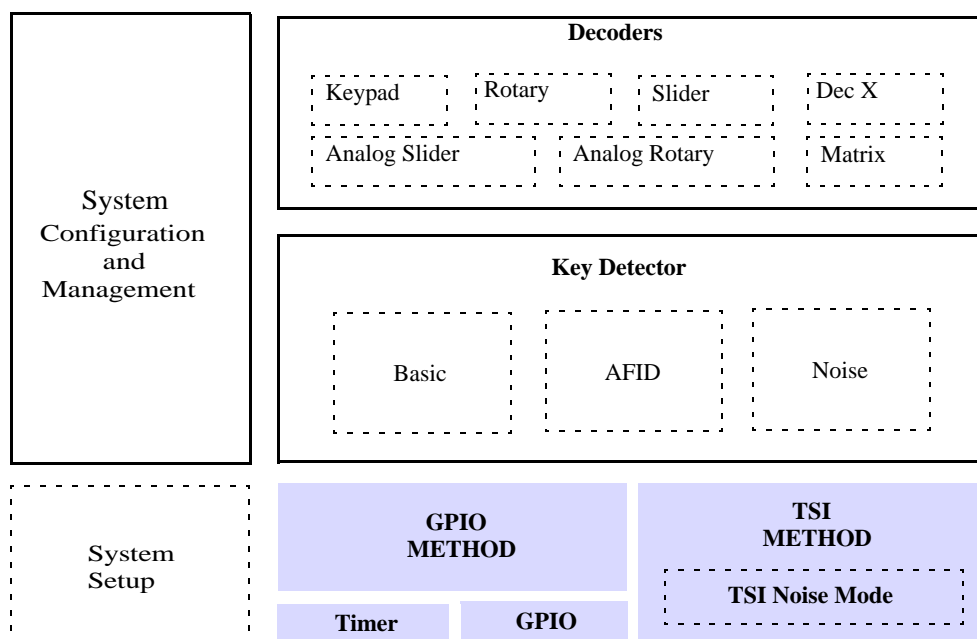 System
Configuration
and
Management
System
Setup
Decoders
Keypad
Rotary
Slider
Dec X
Analog Slider
Analog Rotary
Matrix
Key Detector
Basic
AFID
Noise
GPIO
METHOD
TSI
METHOD
TSI Noise Mode
Timer
GPIO